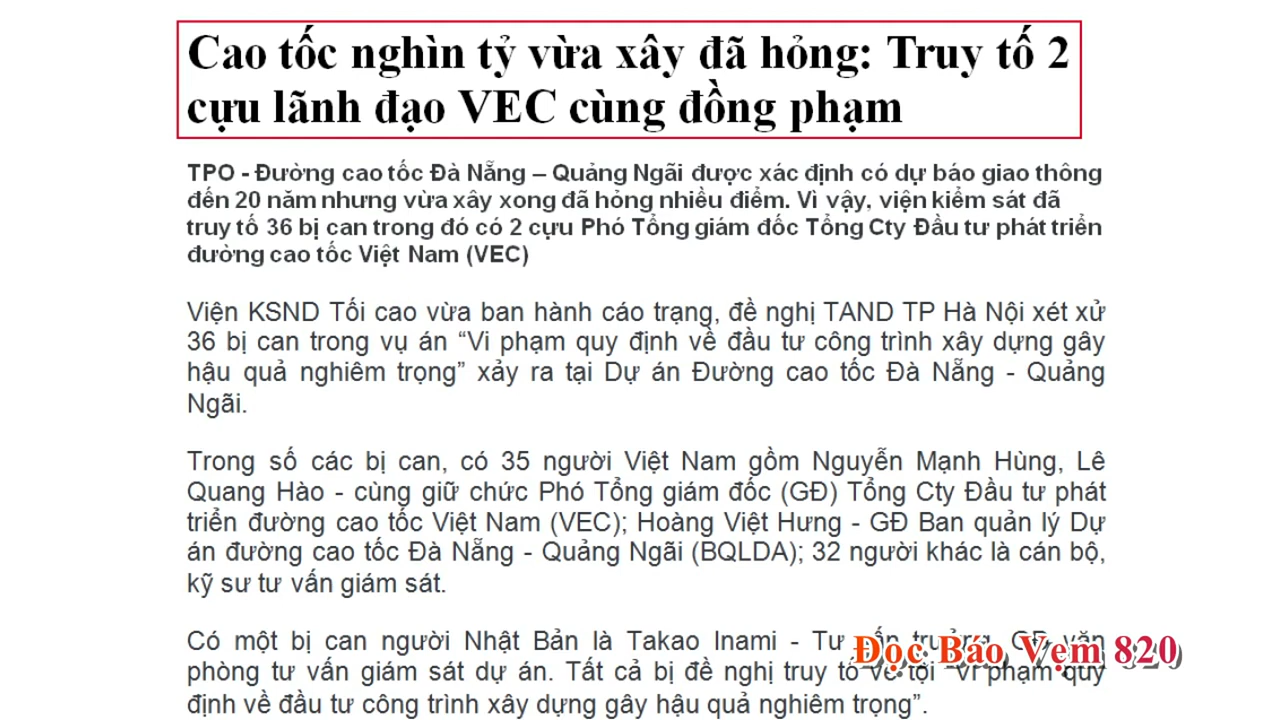 Cao tốc nghìn tỷ vừa xây đã hỏng: Truy tố 2
cựu lãnh đạo VEC cùng đồng phạm
TPO - Đường cao tốc Đà Nẵng – Quảng Ngãi được xác định có dự báo giao thông
đến 20 năm nhưng vừa xây xong đã hỏng nhiều điểm. Vì vậy, viện kiểm sát đã
truy tố 36 bị can trong đó có 2 cựu Phó Tổng giám đốc Tổng Cty Đầu tư phát triển
đường cao tốc Việt Nam (VEC)
Viện KSND Tối cao vừa ban hành cáo trạng, đề nghị TAND TP Hà Nội xét xử
36 bị can trong vụ án “Vi phạm quy định về đầu tư công trình xây dựng gây
hậu quả nghiêm trọng” xảy ra tại Dự án Đường cao tốc Đà Nẵng - Quảng
Ngãi.
Trong số các bị can, có 35 người Việt Nam gồm Nguyễn Mạnh Hùng, Lê
Quang Hào - cùng giữ chức Phó Tổng giám đốc (GĐ) Tổng Cty Đầu tư phát
triển đường cao tốc Việt Nam (VEC); Hoàng Việt Hưng - GĐ Ban quản lý Dự
án đường cao tốc Đà Nẵng - Quảng Ngãi (BQLDA); 32 người khác là cán bộ,
kỹ sư tư vấn giám sát.
Có một bị can người Nhật Bản là Takao Inami - Tư vấn trưởng, GĐ văn
phòng tư vấn giám sát dự án. Tất cả bị đề nghị truy tố về tội “Vi phạm quy
định về đầu tư công trình xây dựng gây hậu quả nghiêm trọng”.
Đọc Báo Vẹm 820